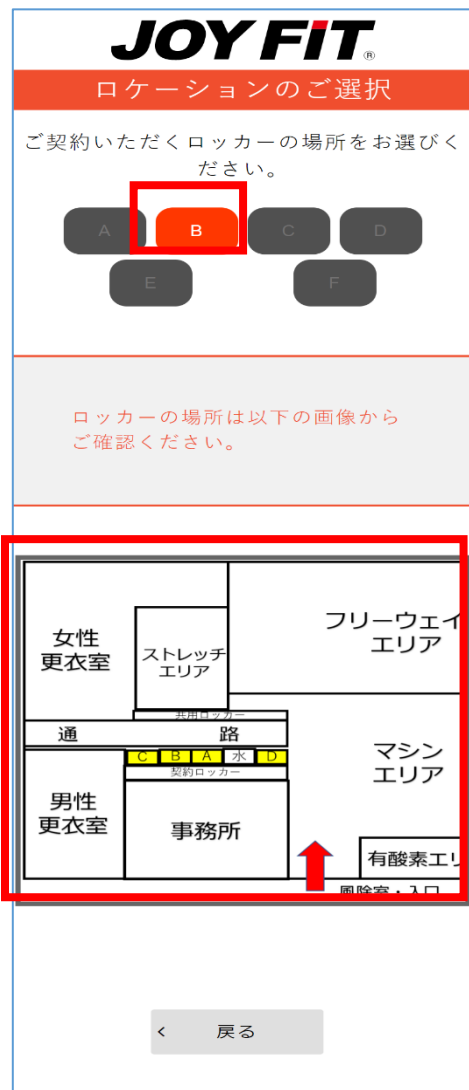 JOY FIT®
ロケーションのご選択
ご契約いただくロッカーの場所をお選びく
ださい。
A B C D
E F
ロッカーの場所は以下の画像から
ご確認ください。
フリーウェイ
エリア
女性
更衣室
ストレッチ
エリア
共用ロッカー
通 路
C B A 水 D
契約ロッカー
マシン
エリア
男性
更衣室
事務所
有酸素エリ
風除室・入口
< 戻る